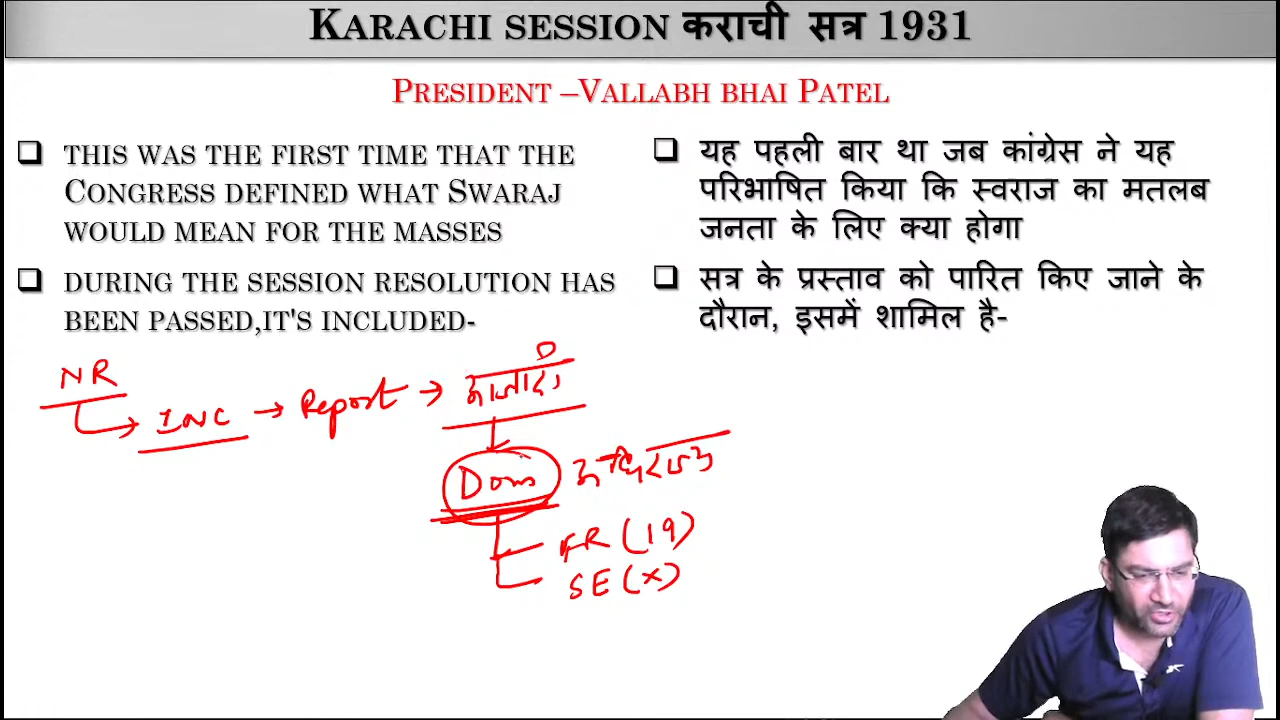 KARACHI SESSION कराची सत्र 1931
PRESIDENT –VALLABH BHAI PATEL
THIS WAS THE FIRST TIME THAT THE
CONGRESS DEFINED WHAT SWARAJ
WOULD MEAN FOR THE MASSES
DURING THE SESSION RESOLUTION HAS
BEEN PASSED,IT'S INCLUDED-
यह पहली बार था जब कांग्रेस ने यह
परिभाषित किया कि स्वराज का मतलब
जनता के लिए क्या होगा
सत्र के प्रस्ताव को पारित किए जाने के
दौरान, इसमें शामिल है-
NR
INC → Report →
Dom
FR (19)
SE (X)